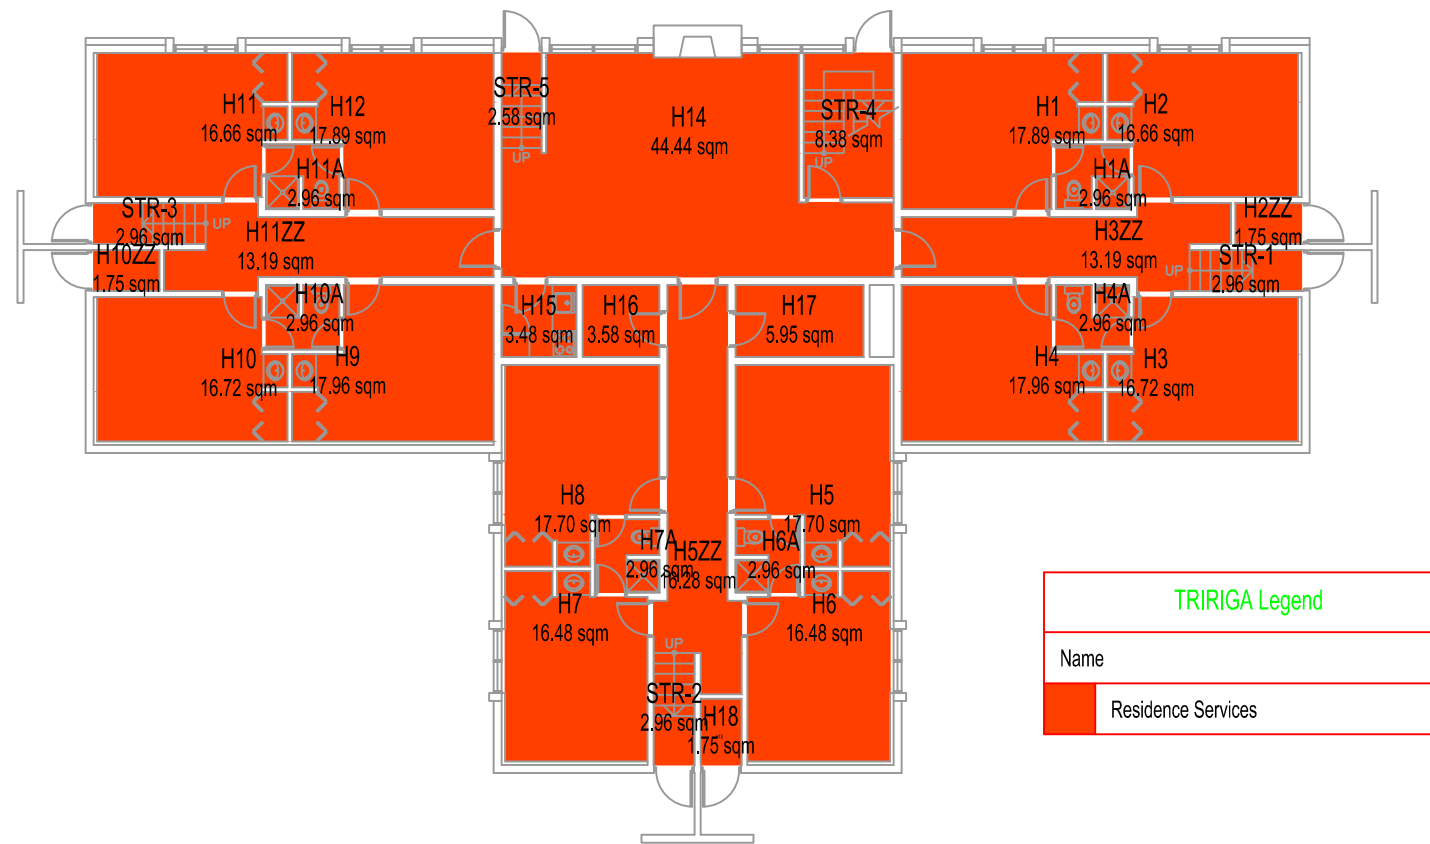 STR-5
2.58 sqm
UP
H11
16.66 sqm
H12
17.89 sqm
H14
44.44 sqm
STR-4
8.38 sqm
UP
H1
17.89 sqm
H2
16.66 sqm
H11A
2.96 sqm
H1A
2.96 sqm
STR-3
2.96 sqm
UP
H11ZZ
13.19 sqm
H10ZZ
1.75 sqm
H3ZZ
13.19 sqm
H2ZZ
1.75 sqm
UP
STR-1
2.96 sqm
H10A
2.96 sqm
H15
3.48 sqm
H16
3.58 sqm
H17
5.95 sqm
H4A
2.96 sqm
H10
16.72 sqm
H9
17.96 sqm
H4
17.96 sqm
H3
16.72 sqm
H8
17.70 sqm
H5
17.70 sqm
H7A
2.96 sqm
H5ZZ
16.28 sqm
H6A
2.96 sqm
H7
16.48 sqm
H6
16.48 sqm
UP
STR-2
2.96 sqm
H18
1.75 sqm
TRIRIGA Legend
Name
Residence Services